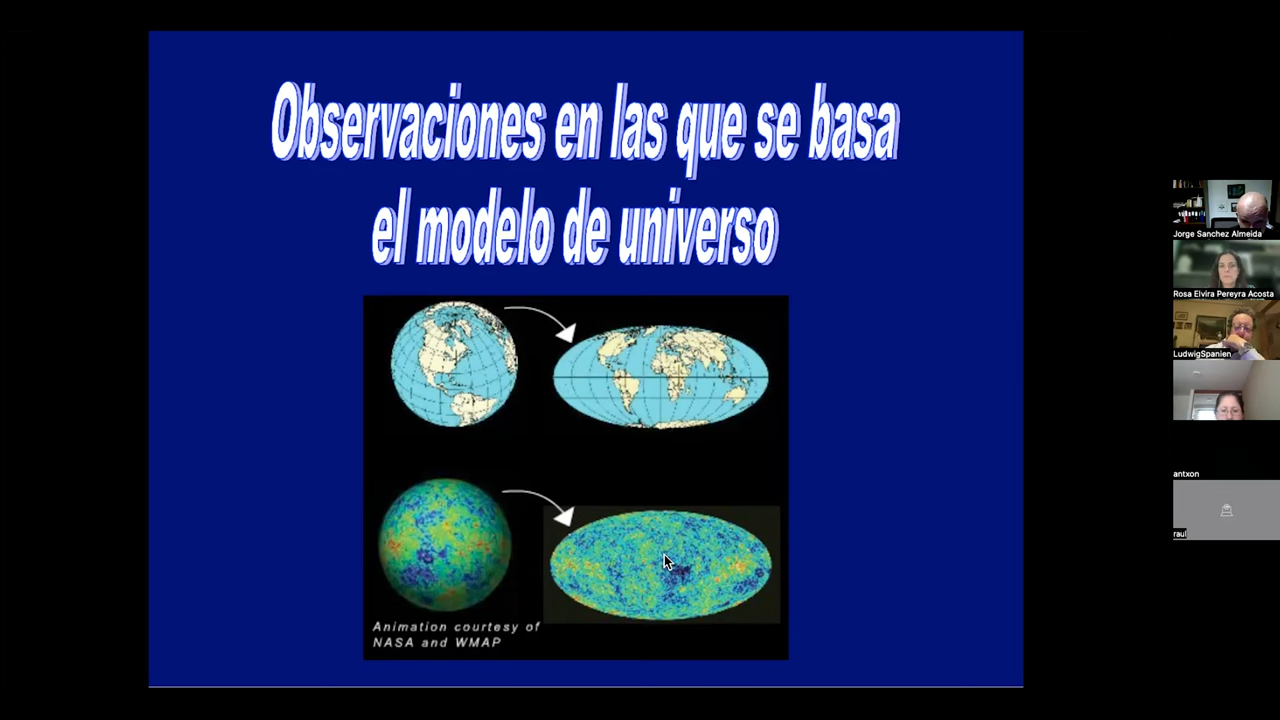 Observaciones en las que se basa
el modelo de universo
Animation courtesy of
NASA and WMAP
Jorge Sanchez Almeida
Rosa Elvira Pereyra Acosta
LudwigSpanien
antxon
raul